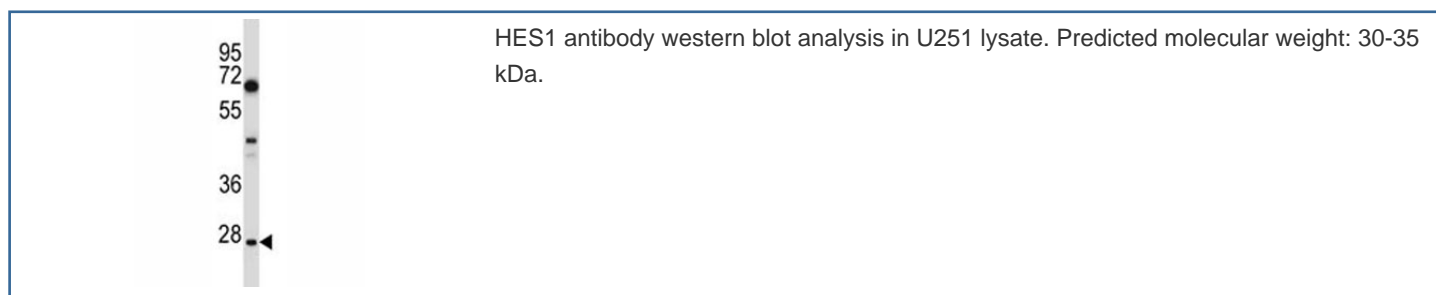 95
72
55
36
28
HES1 antibody western blot analysis in U251 lysate. Predicted molecular weight: 30-35
kDa.